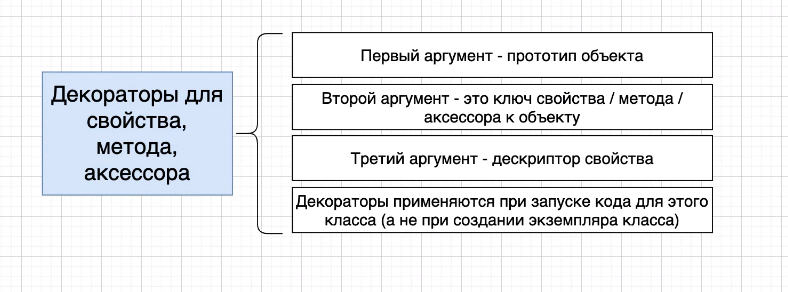 Декораторы для
свойства,
метода,
аксессора
Первый аргумент - прототип объекта
Второй аргумент - это ключ свойства / метода /
аксессора к объекту
Третий аргумент - дескриптор свойства
Декораторы применяются при запуске кода для этого
класса (а не при создании экземпляра класса)